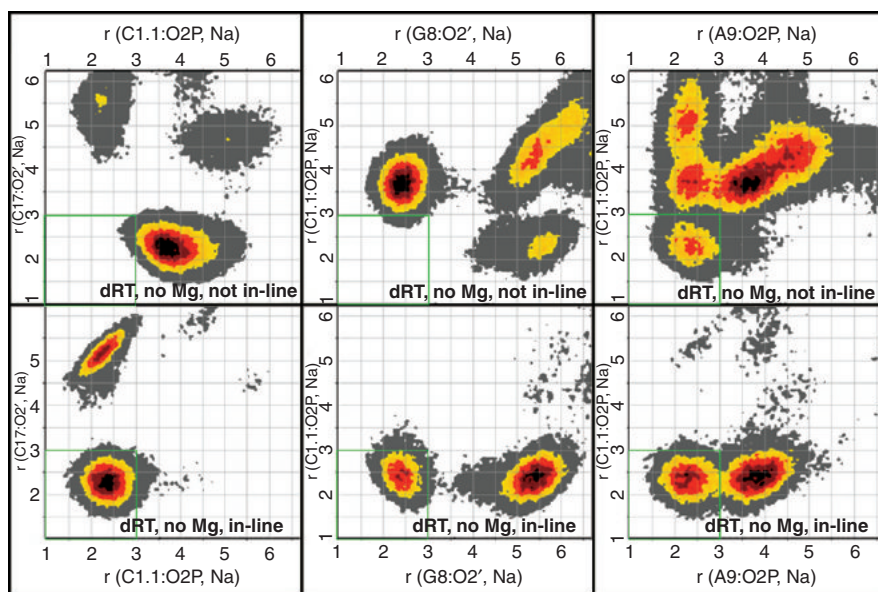 r (C1.1:O2P, Na)
1 2 3 4 5 6
r (C17:O2′, Na)
6
5
4
3
2
1
dRT, no Mg, not in-line
r (G8:O2′, Na)
1 2 3 4 5 6
r (C1.1:O2P, Na)
6
5
4
3
2
1
dRT, no Mg, not in-line
r (A9:O2P, Na)
1 2 3 4 5 6
r (C1.1:O2P, Na)
6
5
4
3
2
1
dRT, no Mg, not in-line
r (C17:O2′, Na)
5
4
3
2
1
dRT, no Mg, in-line
1 2 3 4 5 6
r (C1.1:O2P, Na)
r (C1.1:O2P, Na)
6
5
4
3
2
1
dRT, no Mg, in-line
1 2 3 4 5 6
r (G8:O2′, Na)
r (C1.1:O2P, Na)
6
5
4
3
2
1
dRT, no Mg, in-line
1 2 3 4 5 6
r (A9:O2P, Na)